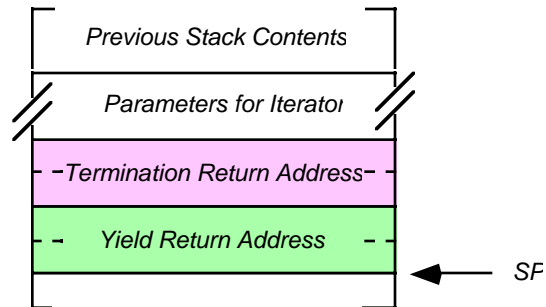 Previous Stack Contents
Parameters for Iterator
Termination Return Address
Yield Return Address
SP